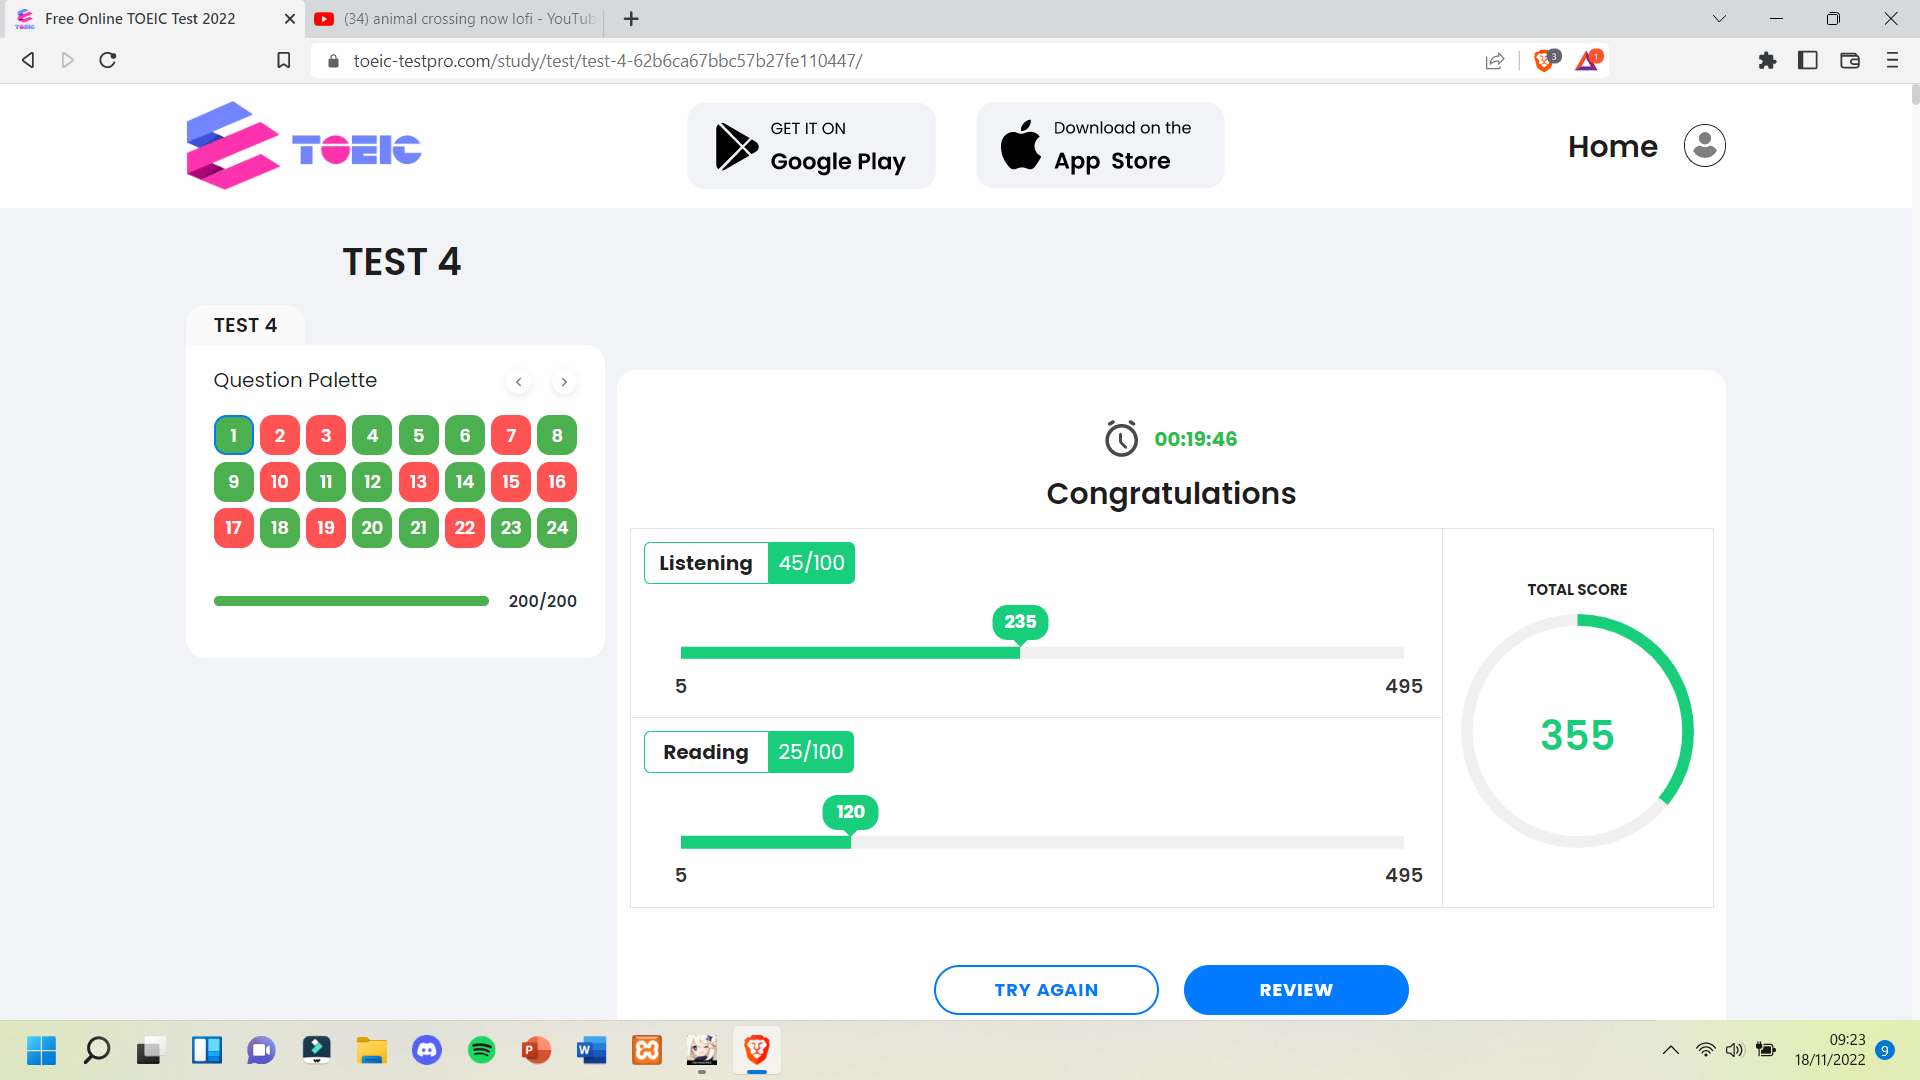 Free Online TOEIC Test 2022
(34) animal crossing now lofi - YouTub
toeic-testpro.com/study/test/test-4-62b6ca67bbc57b27fe110447/
3
1
TOEIC
GET IT ON
Google Play
Download on the
App Store
Home
TEST 4
TEST 4
Question Palette
1 2 3 4 5 6 7 8
9 10 11 12 13 14 15 16
17 18 19 20 21 22 23 24
200/200
00:19:46
Congratulations
Listening 45/100
235
5 495
Reading 25/100
120
5 495
TOTAL SCORE
355
TRY AGAIN
REVIEW
09:23
18/11/2022
9